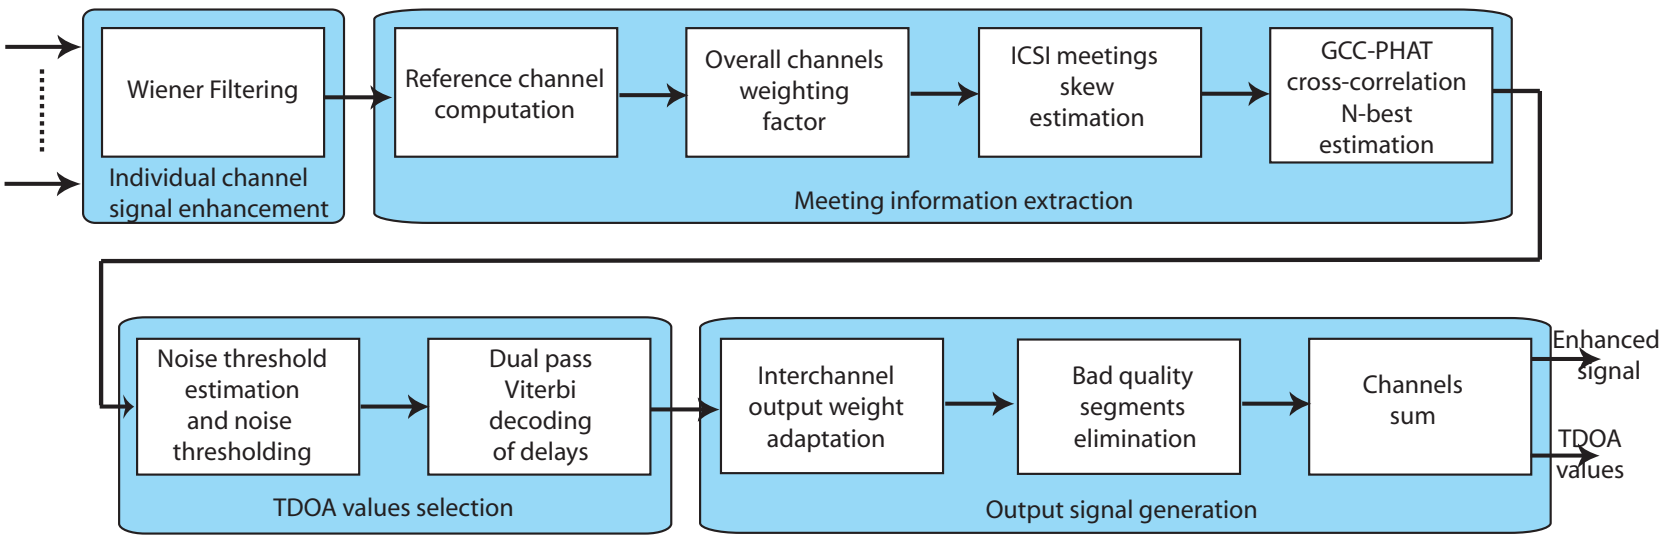 Wiener Filtering
Individual channel
signal enhancement
Reference channel
computation
Overall channels
weighting
factor
ICSI meetings
skew
estimation
GCC-PHAT
cross-correlation
N-best
estimation
Meeting information extraction
Noise threshold
estimation
and noise
thresholding
Dual pass
Viterbi
decoding
of delays
TDOA values selection
Interchannel
output weight
adaptation
Bad quality
segments
elimination
Channels
sum
Output signal generation
Enhanced
signal
TDOA
values